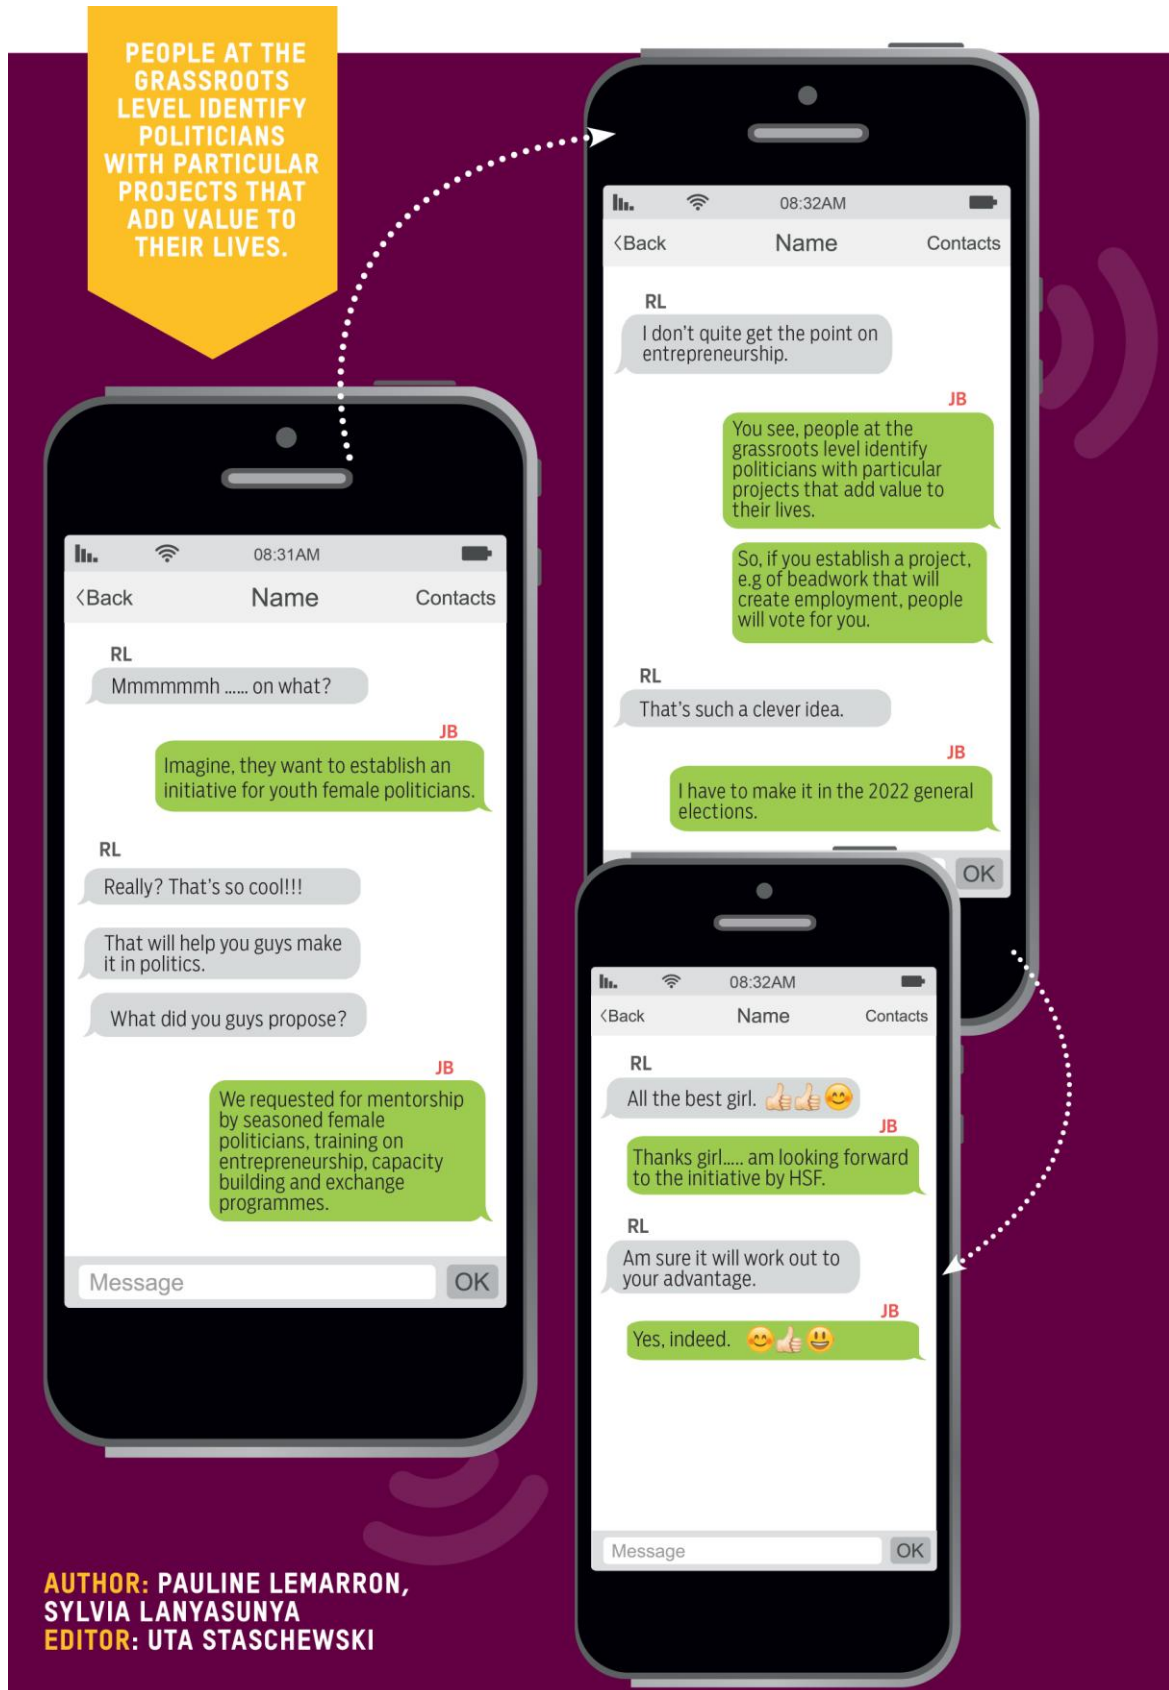 PEOPLE AT THE
GRASSROOTS
LEVEL IDENTIFY
POLITICIANS
WITH PARTICULAR
PROJECTS THAT
ADD VALUE TO
THEIR LIVES.
08:31AM
<Back Name Contacts
RL
Mmmmmmh ...... on what?
JB
Imagine, they want to establish an
initiative for youth female politicians.
RL
Really? That's so cool!!!
That will help you guys make
it in politics.
What did you guys propose?
JB
We requested for mentorship
by seasoned female
politicians, training on
entrepreneurship, capacity
building and exchange
programmes.
Message OK
08:32AM
<Back Name Contacts
RL
I don't quite get the point on
entrepreneurship.
JB
You see, people at the
grassroots level identify
politicians with particular
projects that add value to
their lives.
So, if you establish a project,
e.g of beadwork that will
create employment, people
will vote for you.
RL
That's such a clever idea.
JB
I have to make it in the 2022 general
elections.
OK
08:32AM
<Back Name Contacts
RL
All the best girl. 👍👍😊
JB
Thanks girl..... am looking forward
to the initiative by HSF.
RL
Am sure it will work out to
your advantage.
JB
Yes, indeed. 😊👍😃
Message OK
AUTHOR: PAULINE LEMARRON,
SYLVIA LANYASUNYA
EDITOR: UTA STASCHEWSKI